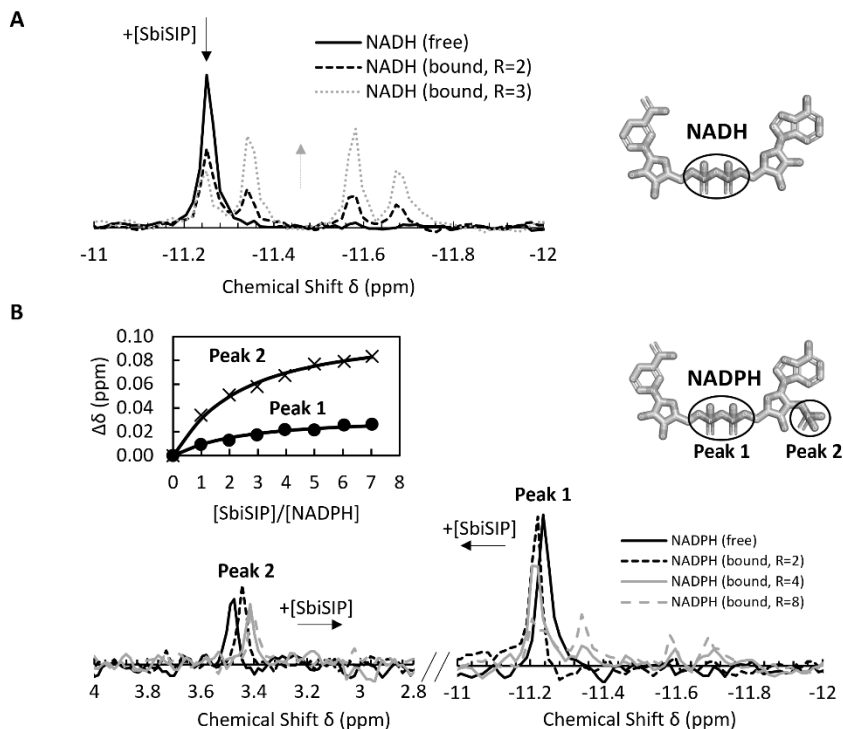 A
+[SbiSIP]
NADH (free)
NADH (bound, R=2)
NADH (bound, R=3)
NADH
-11 -11.2 -11.4 -11.6 -11.8 -12
Chemical Shift δ (ppm)
B
0.10
0.08
0.06
0.04
0.02
0.00
Δδ (ppm)
Peak 2
Peak 1
0 1 2 3 4 5 6 7 8
[SbiSIP]/[NADPH]
NADPH
Peak 1 Peak 2
Peak 1
+[SbiSIP]
NADPH (free)
NADPH (bound, R=2)
NADPH (bound, R=4)
NADPH (bound, R=8)
Peak 2
+[SbiSIP]
4 3.8 3.6 3.4 3.2 3 2.8
Chemical Shift δ (ppm)
-11 -11.2 -11.4 -11.6 -11.8 -12
Chemical Shift δ (ppm)